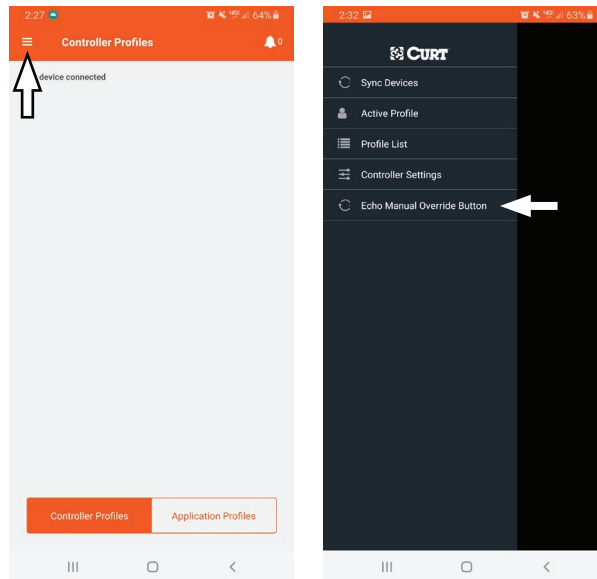 2:27
64%
Controller Profiles
0
device connected
Controller Profiles
Application Profiles
2:32
63%
CURT
Sync Devices
Active Profile
Profile List
Controller Settings
Echo Manual Override Button